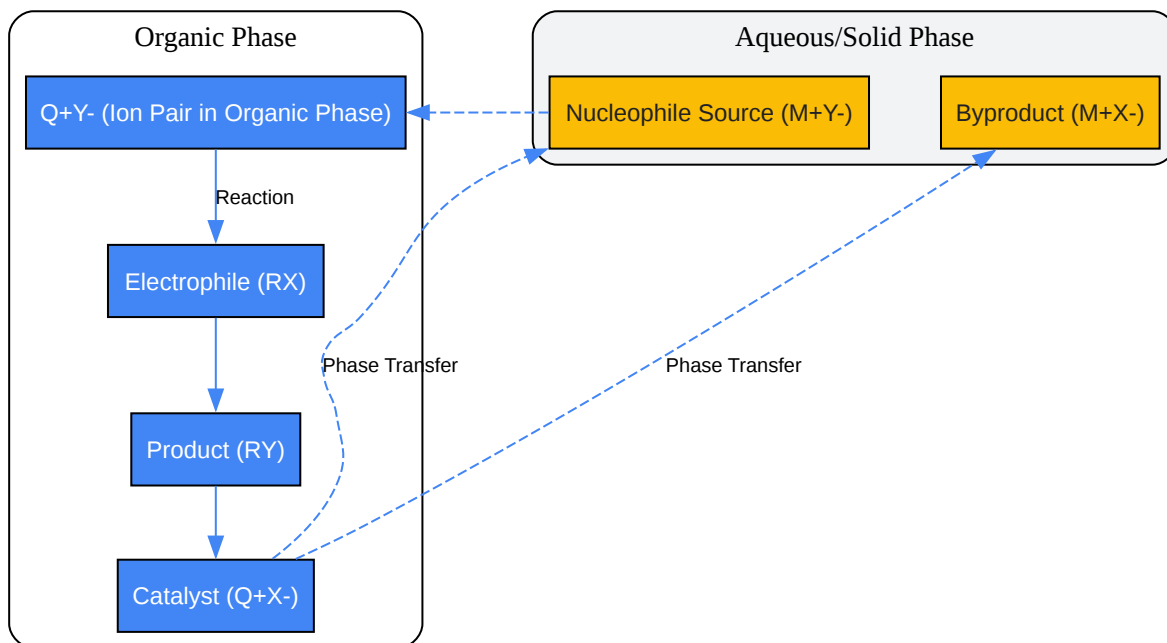 Organic Phase
Q+Y- (Ion Pair in Organic Phase)
Reaction
Electrophile (RX)
Product (RY)
Catalyst (Q+X-)
Aqueous/Solid Phase
Nucleophile Source (M+Y-)
Byproduct (M+X-)
Phase Transfer
Phase Transfer